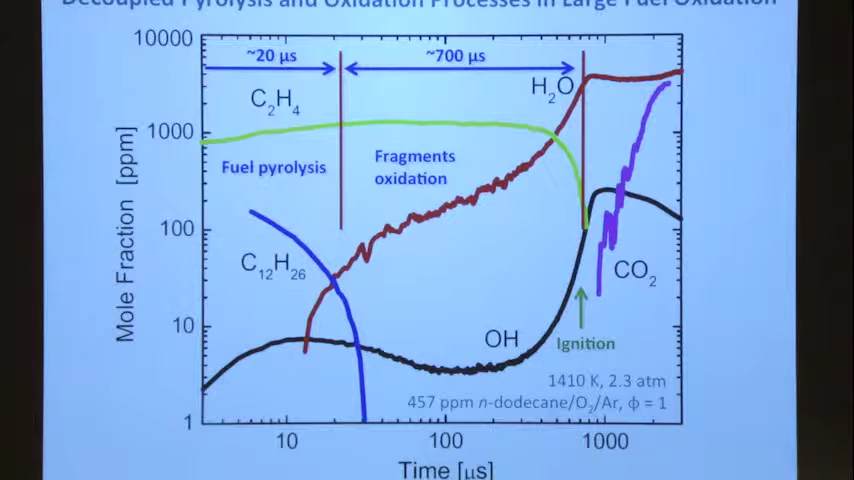 Decoupled Pyrolysis and Oxidation Processes in Large Fuel Oxidation
10000
~20 µs
~700 µs
C₂H₄
H₂O
1000
Fuel pyrolysis
Fragments
oxidation
100
C₁₂H₂₆
CO₂
10
OH
Ignition
1410 K, 2.3 atm
457 ppm n-dodecane/O₂/Ar, ϕ = 1
1
10
100
1000
Time [µs]
Mole Fraction [ppm]